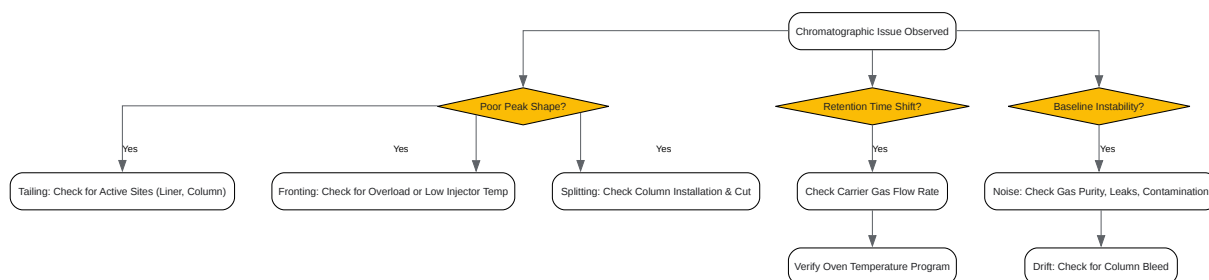 Chromatographic Issue Observed
Poor Peak Shape?
Retention Time Shift?
Baseline Instability?
Yes
Yes
Yes
Yes
Yes
Tailing: Check for Active Sites (Liner, Column)
Fronting: Check for Overload or Low Injector Temp
Splitting: Check Column Installation & Cut
Check Carrier Gas Flow Rate
Noise: Check Gas Purity, Leaks, Contamination
Verify Oven Temperature Program
Drift: Check for Column Bleed